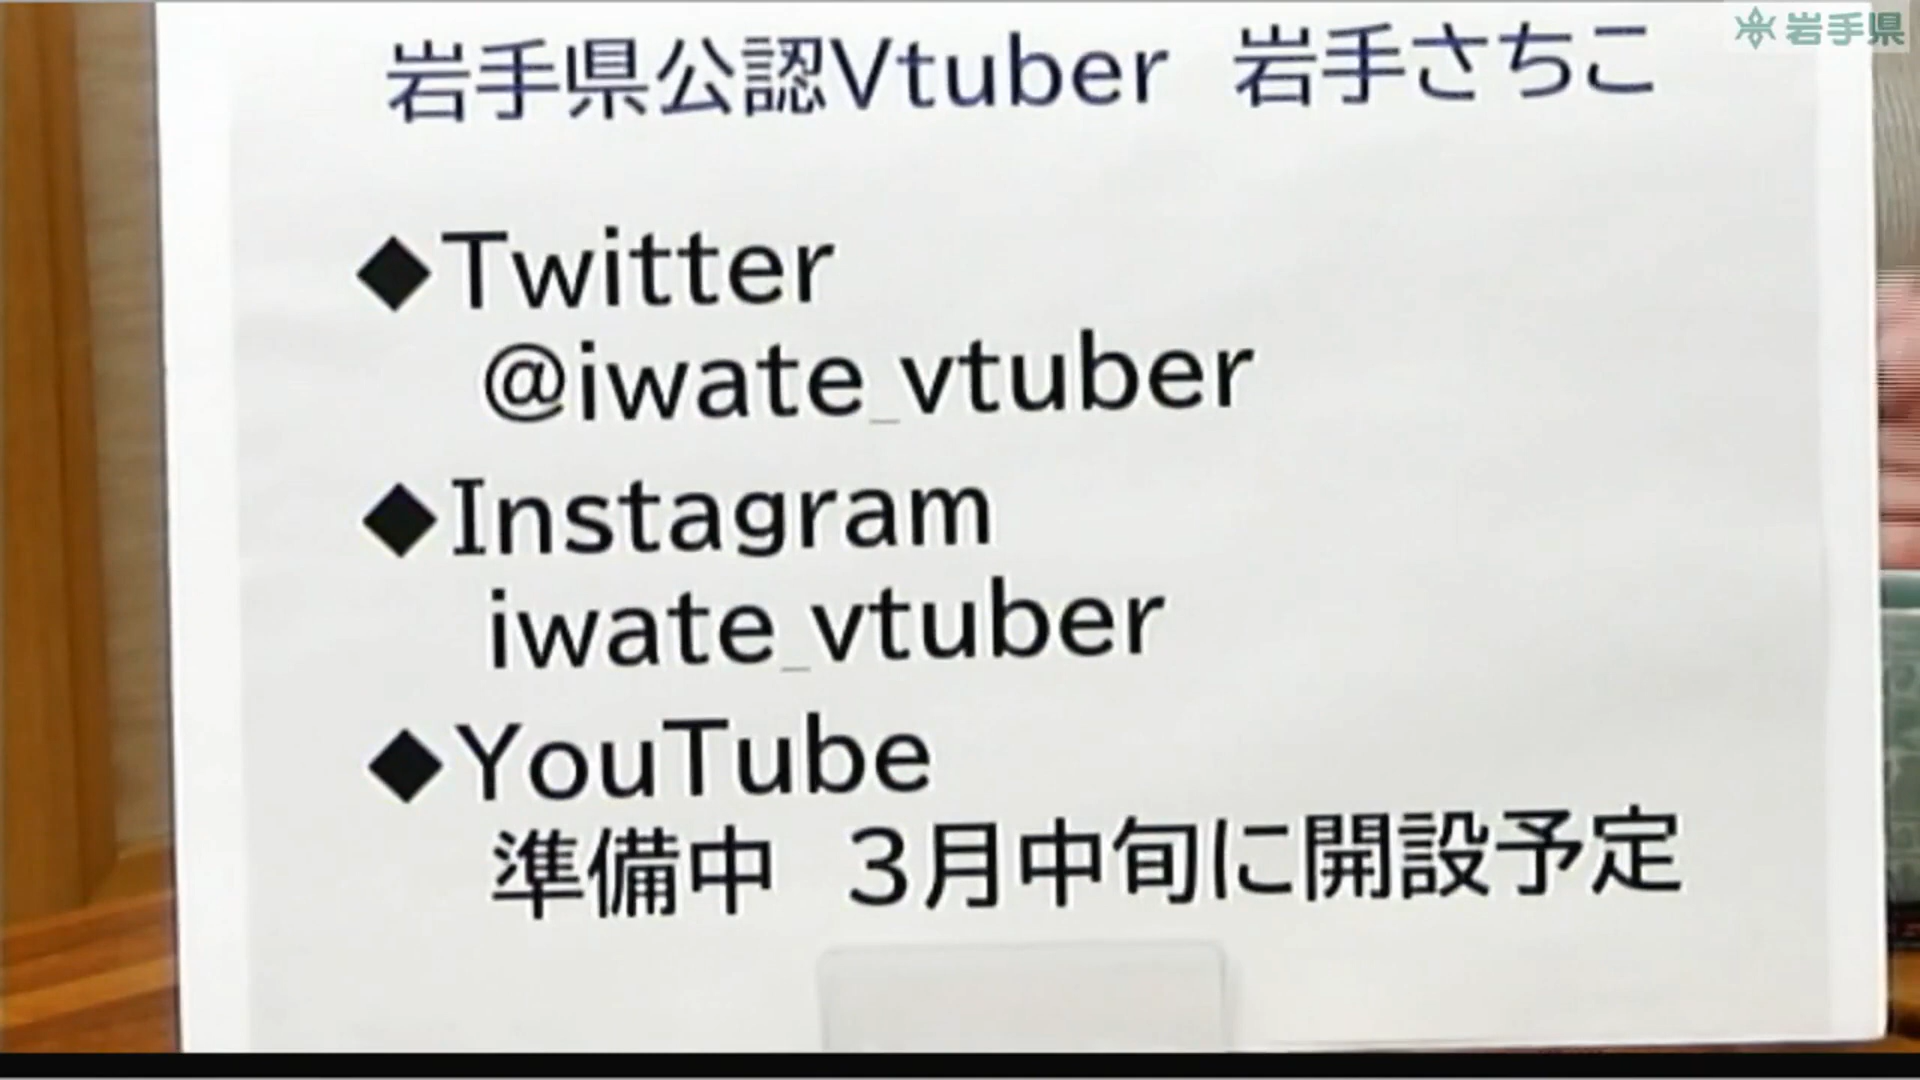 岩手県
岩手県公認Vtuber 岩手さちこ
◆Twitter
@iwate_vtuber
◆Instagram
iwate_vtuber
◆YouTube
準備中 3月中旬に開設予定